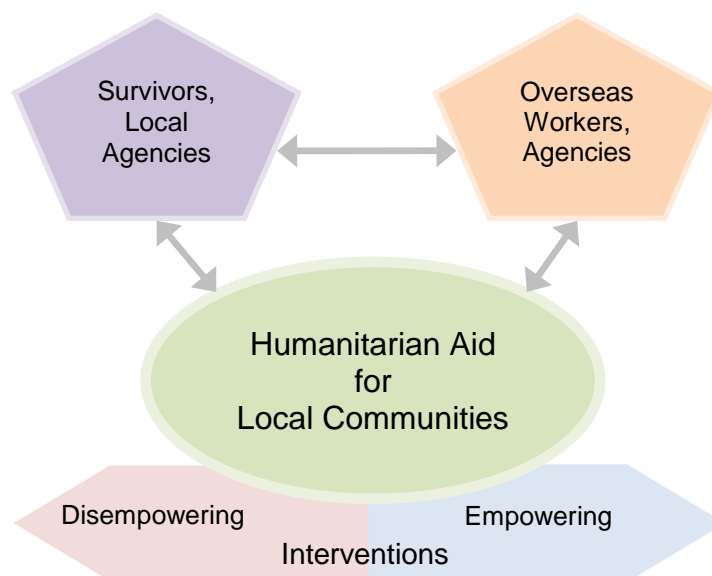 Survivors,
Local
Agencies
Overseas
Workers,
Agencies
Humanitarian Aid
for
Local Communities
Disempowering
Empowering
Interventions